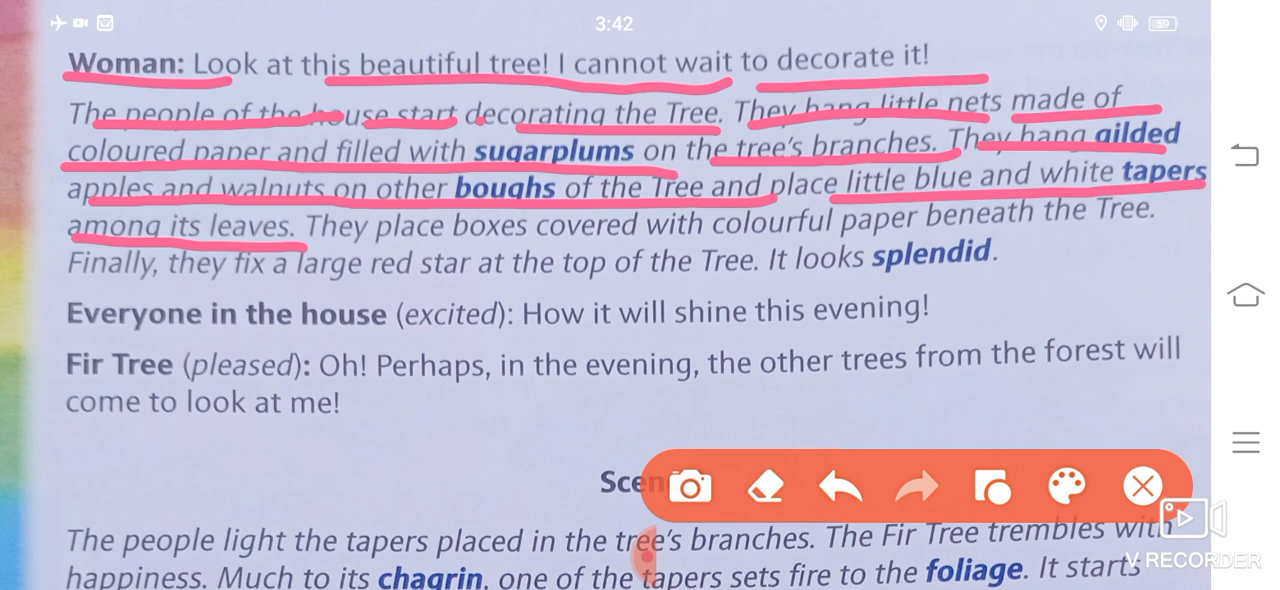 3:42
59
Woman: Look at this beautiful tree! I cannot wait to decorate it!
The people of the house start decorating the Tree. They hang little nets made of
coloured paper and filled with sugarplums on the tree's branches. They hang gilded
apples and walnuts on other boughs of the Tree and place little blue and white tapers
among its leaves. They place boxes covered with colourful paper beneath the Tree.
Finally, they fix a large red star at the top of the Tree. It looks splendid.
Everyone in the house (excited): How it will shine this evening!
Fir Tree (pleased): Oh! Perhaps, in the evening, the other trees from the forest will
come to look at me!
The people light the tapers placed in the tree's branches. The Fir Tree trembles with
happiness. Much to its chagrin, one of the tapers sets fire to the foliage. It starts
V RECORDER